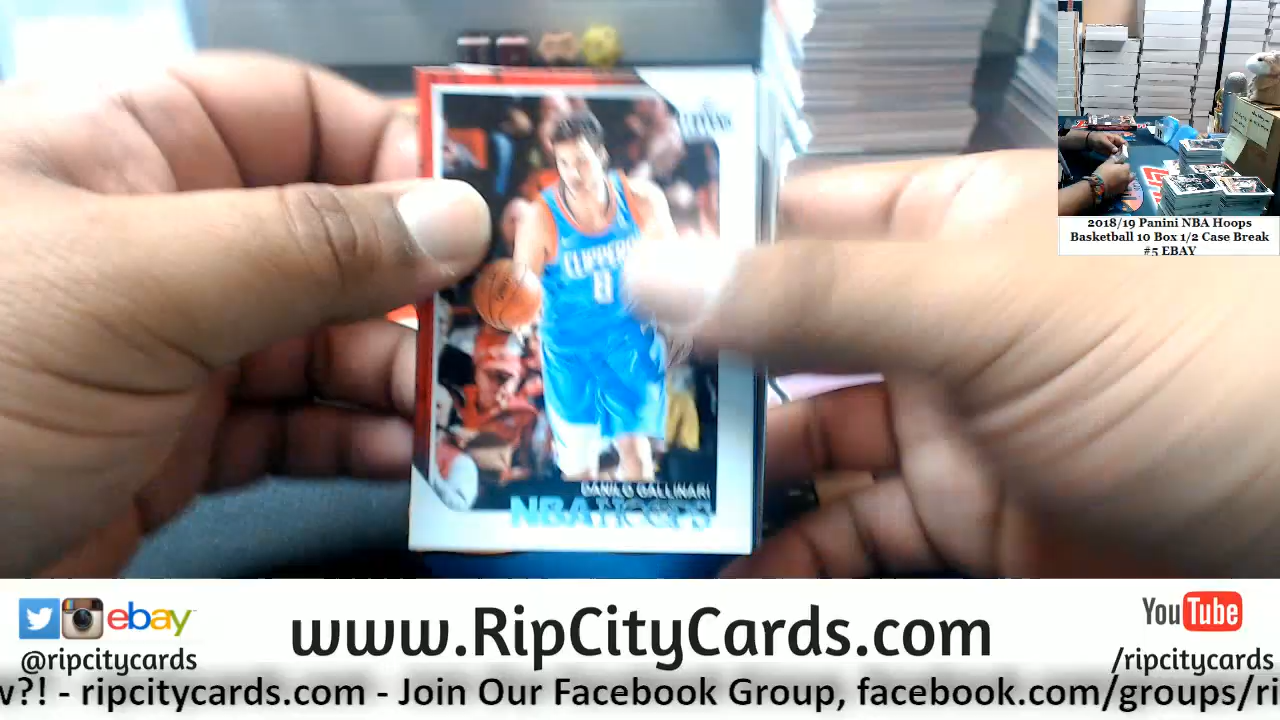 CLIPPERS
8
DANILO GALLINARI
NBA HOOPS
2018/19 Panini NBA Hoops
Basketball 10 Box 1/2 Case Break
#5 EBAY
ebay
@ripcitycards
www.RipCityCards.com
You Tube
/ripcitycards
w?! - ripcitycards.com - Join Our Facebook Group, facebook.com/groups/ri